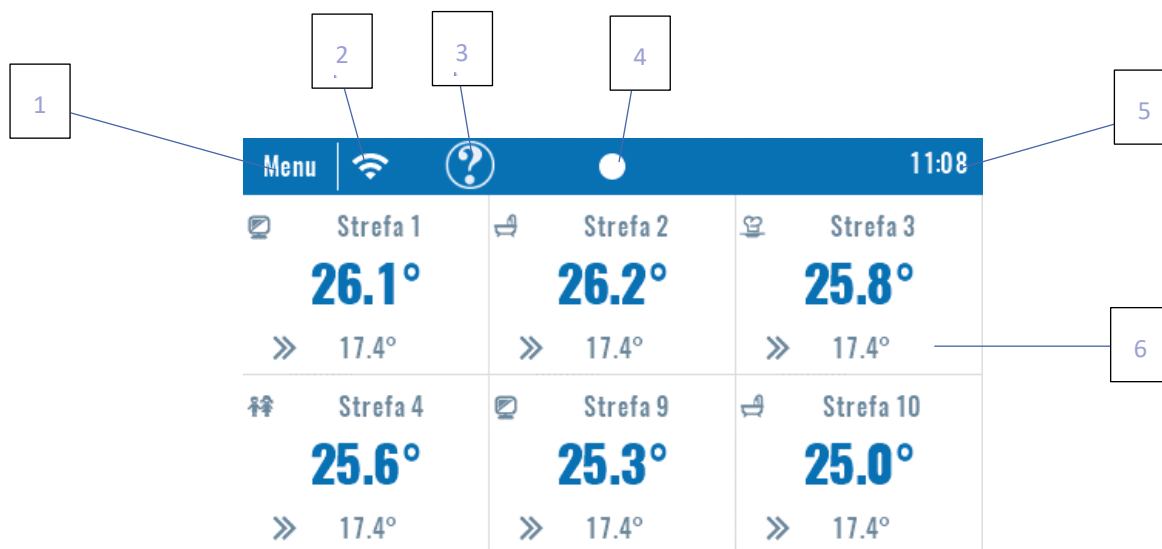 1
2
3
4
5
6
Menu ? 11:08
Strefa 1 Strefa 2 Strefa 3
26.1° 26.2° 25.8°
17.4° 17.4° 17.4°
Strefa 4 Strefa 9 Strefa 10
25.6° 25.3° 25.0°
17.4° 17.4° 17.4°